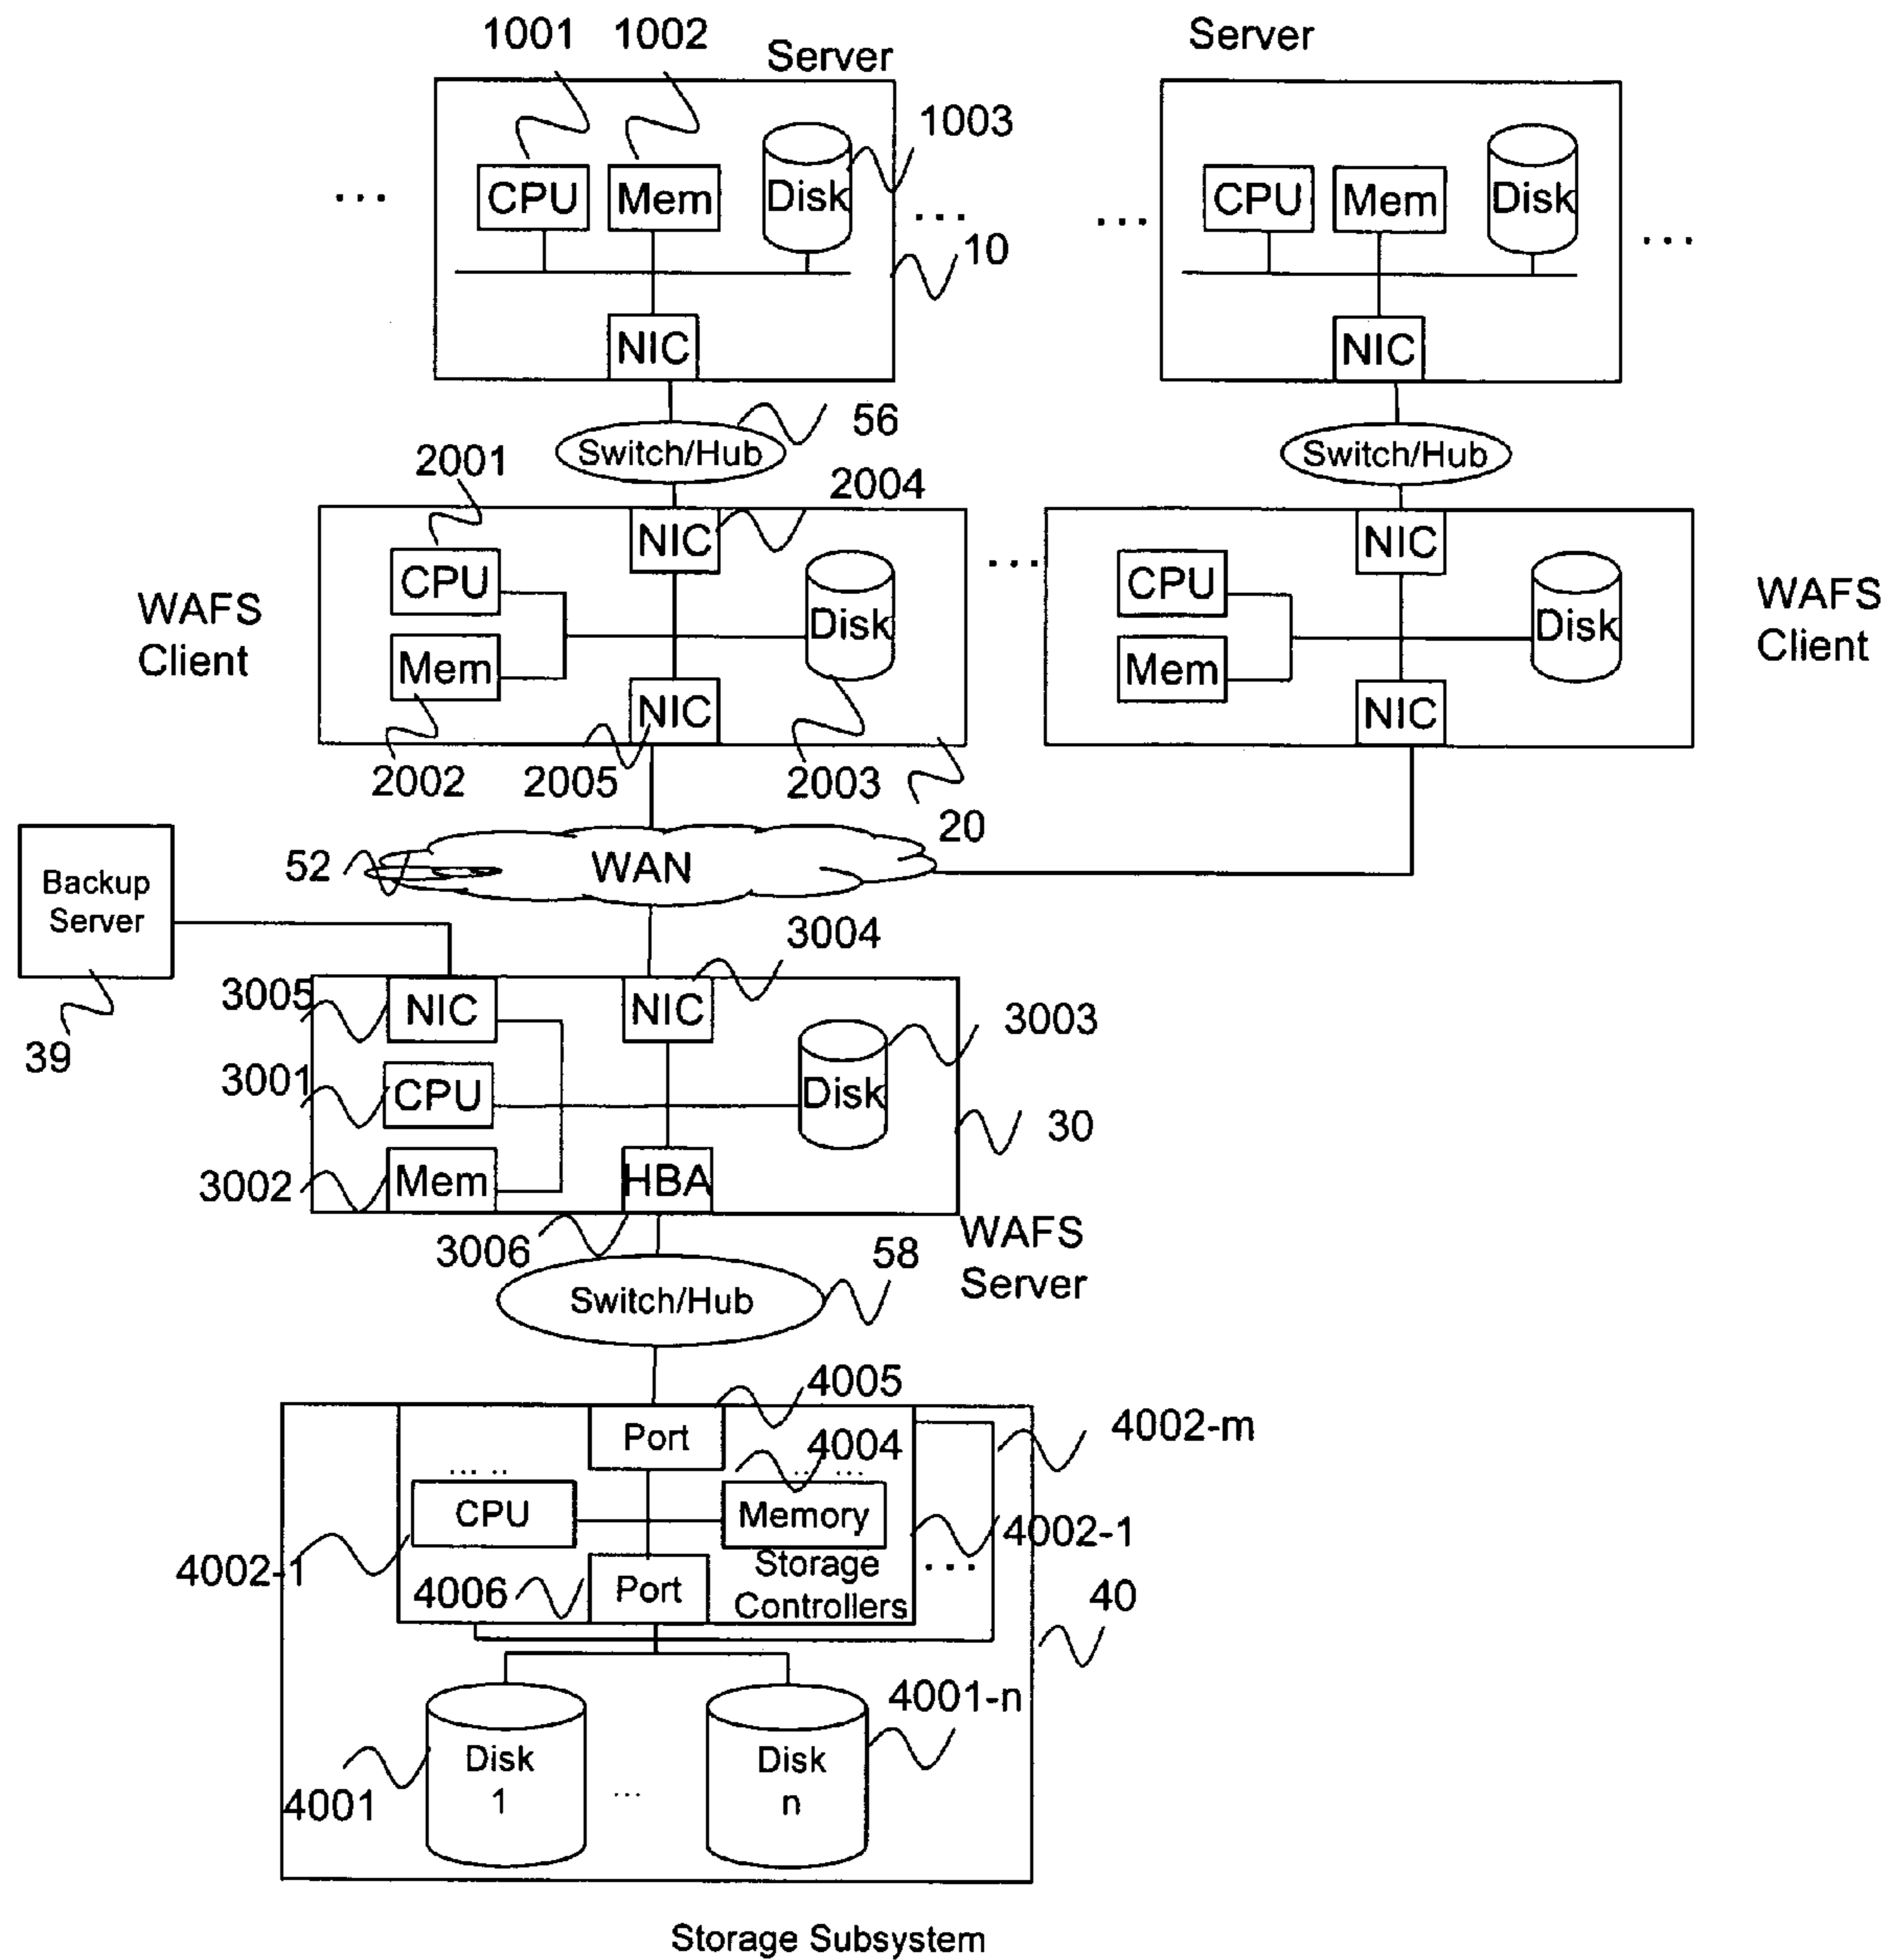 1001 1002 Server Server
1003
CPU Mem Disk ... CPU Mem Disk
... ... ... ...
10
NIC NIC
56
Switch/Hub Switch/Hub
2001 2004
NIC NIC
CPU Disk ... CPU Disk
WAFS
Client
WAFS
Client
Mem Mem
NIC NIC
2002 2005 2003 20
52 WAN
Backup
Server
39
3004
3005 NIC NIC
3003
3001 CPU Disk
30
3002 Mem HBA
3006
WAFS
Server
58
Switch/Hub
4005
Port
4002-m
4004
... .. ... ...
CPU Memory
4002-1 4002-1
Storage
Controllers
...
4006 Port
40
4001-n
Disk
1
...
Disk
n
4001
Storage Subsystem